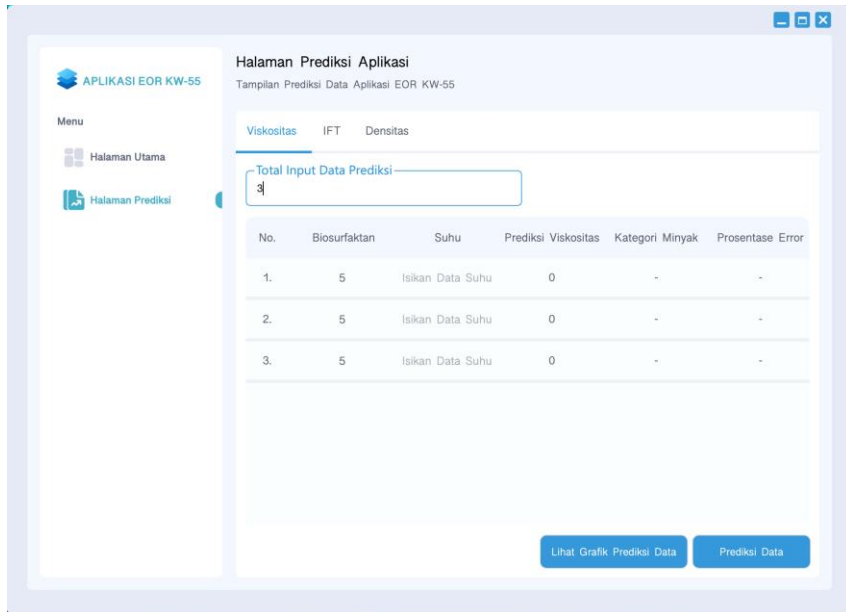 APLIKASI EOR KW-55
Menu
Halaman Utama
Halaman Prediksi
Halaman Prediksi Aplikasi
Tampilan Prediksi Data Aplikasi EOR KW-55
Viskositas IFT Densitas
Total Input Data Prediksi
3
No. Biosurfaktan Suhu Prediksi Viskositas Kategori Minyak Prosentase Error
1. 5 Isikan Data Suhu 0 - -
2. 5 Isikan Data Suhu 0 - -
3. 5 Isikan Data Suhu 0 - -
Lihat Grafik Prediksi Data Prediksi Data